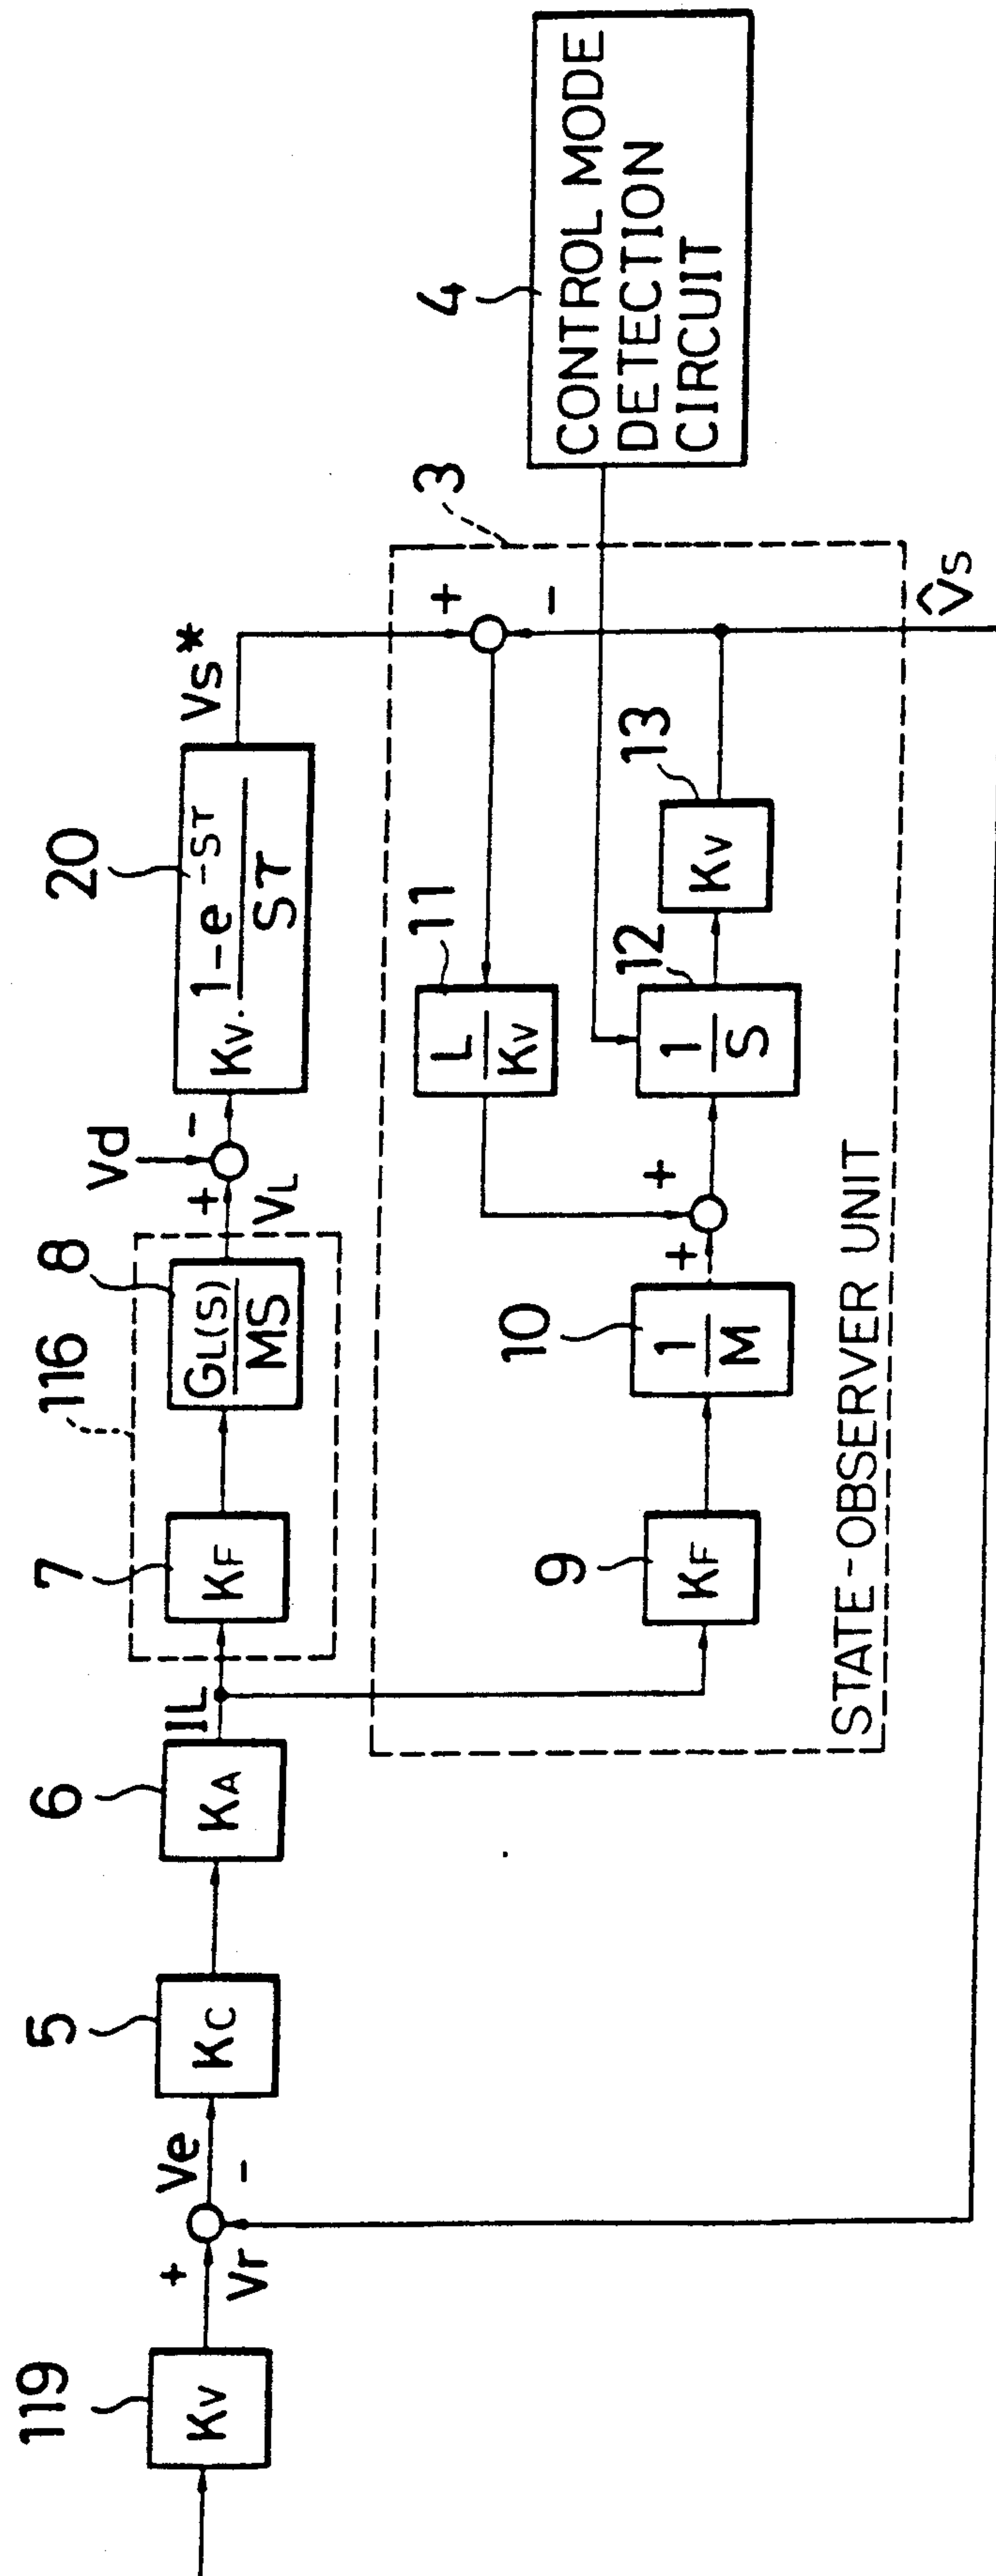 119
Kv
+
Vr
Ve
-
5
Kc
6
KA
IL
116
7
KF
8
GL(S)
MS
+
VL
Vd
-
20
Kv · 1-e^-Sτ
Sτ
Vs*
3
+
-
11
L
Kv
9
KF
10
1
M
+
+
12
1
S
13
Kv
V̂s
STATE-OBSERVER UNIT
4
CONTROL MODE
DETECTION
CIRCUIT